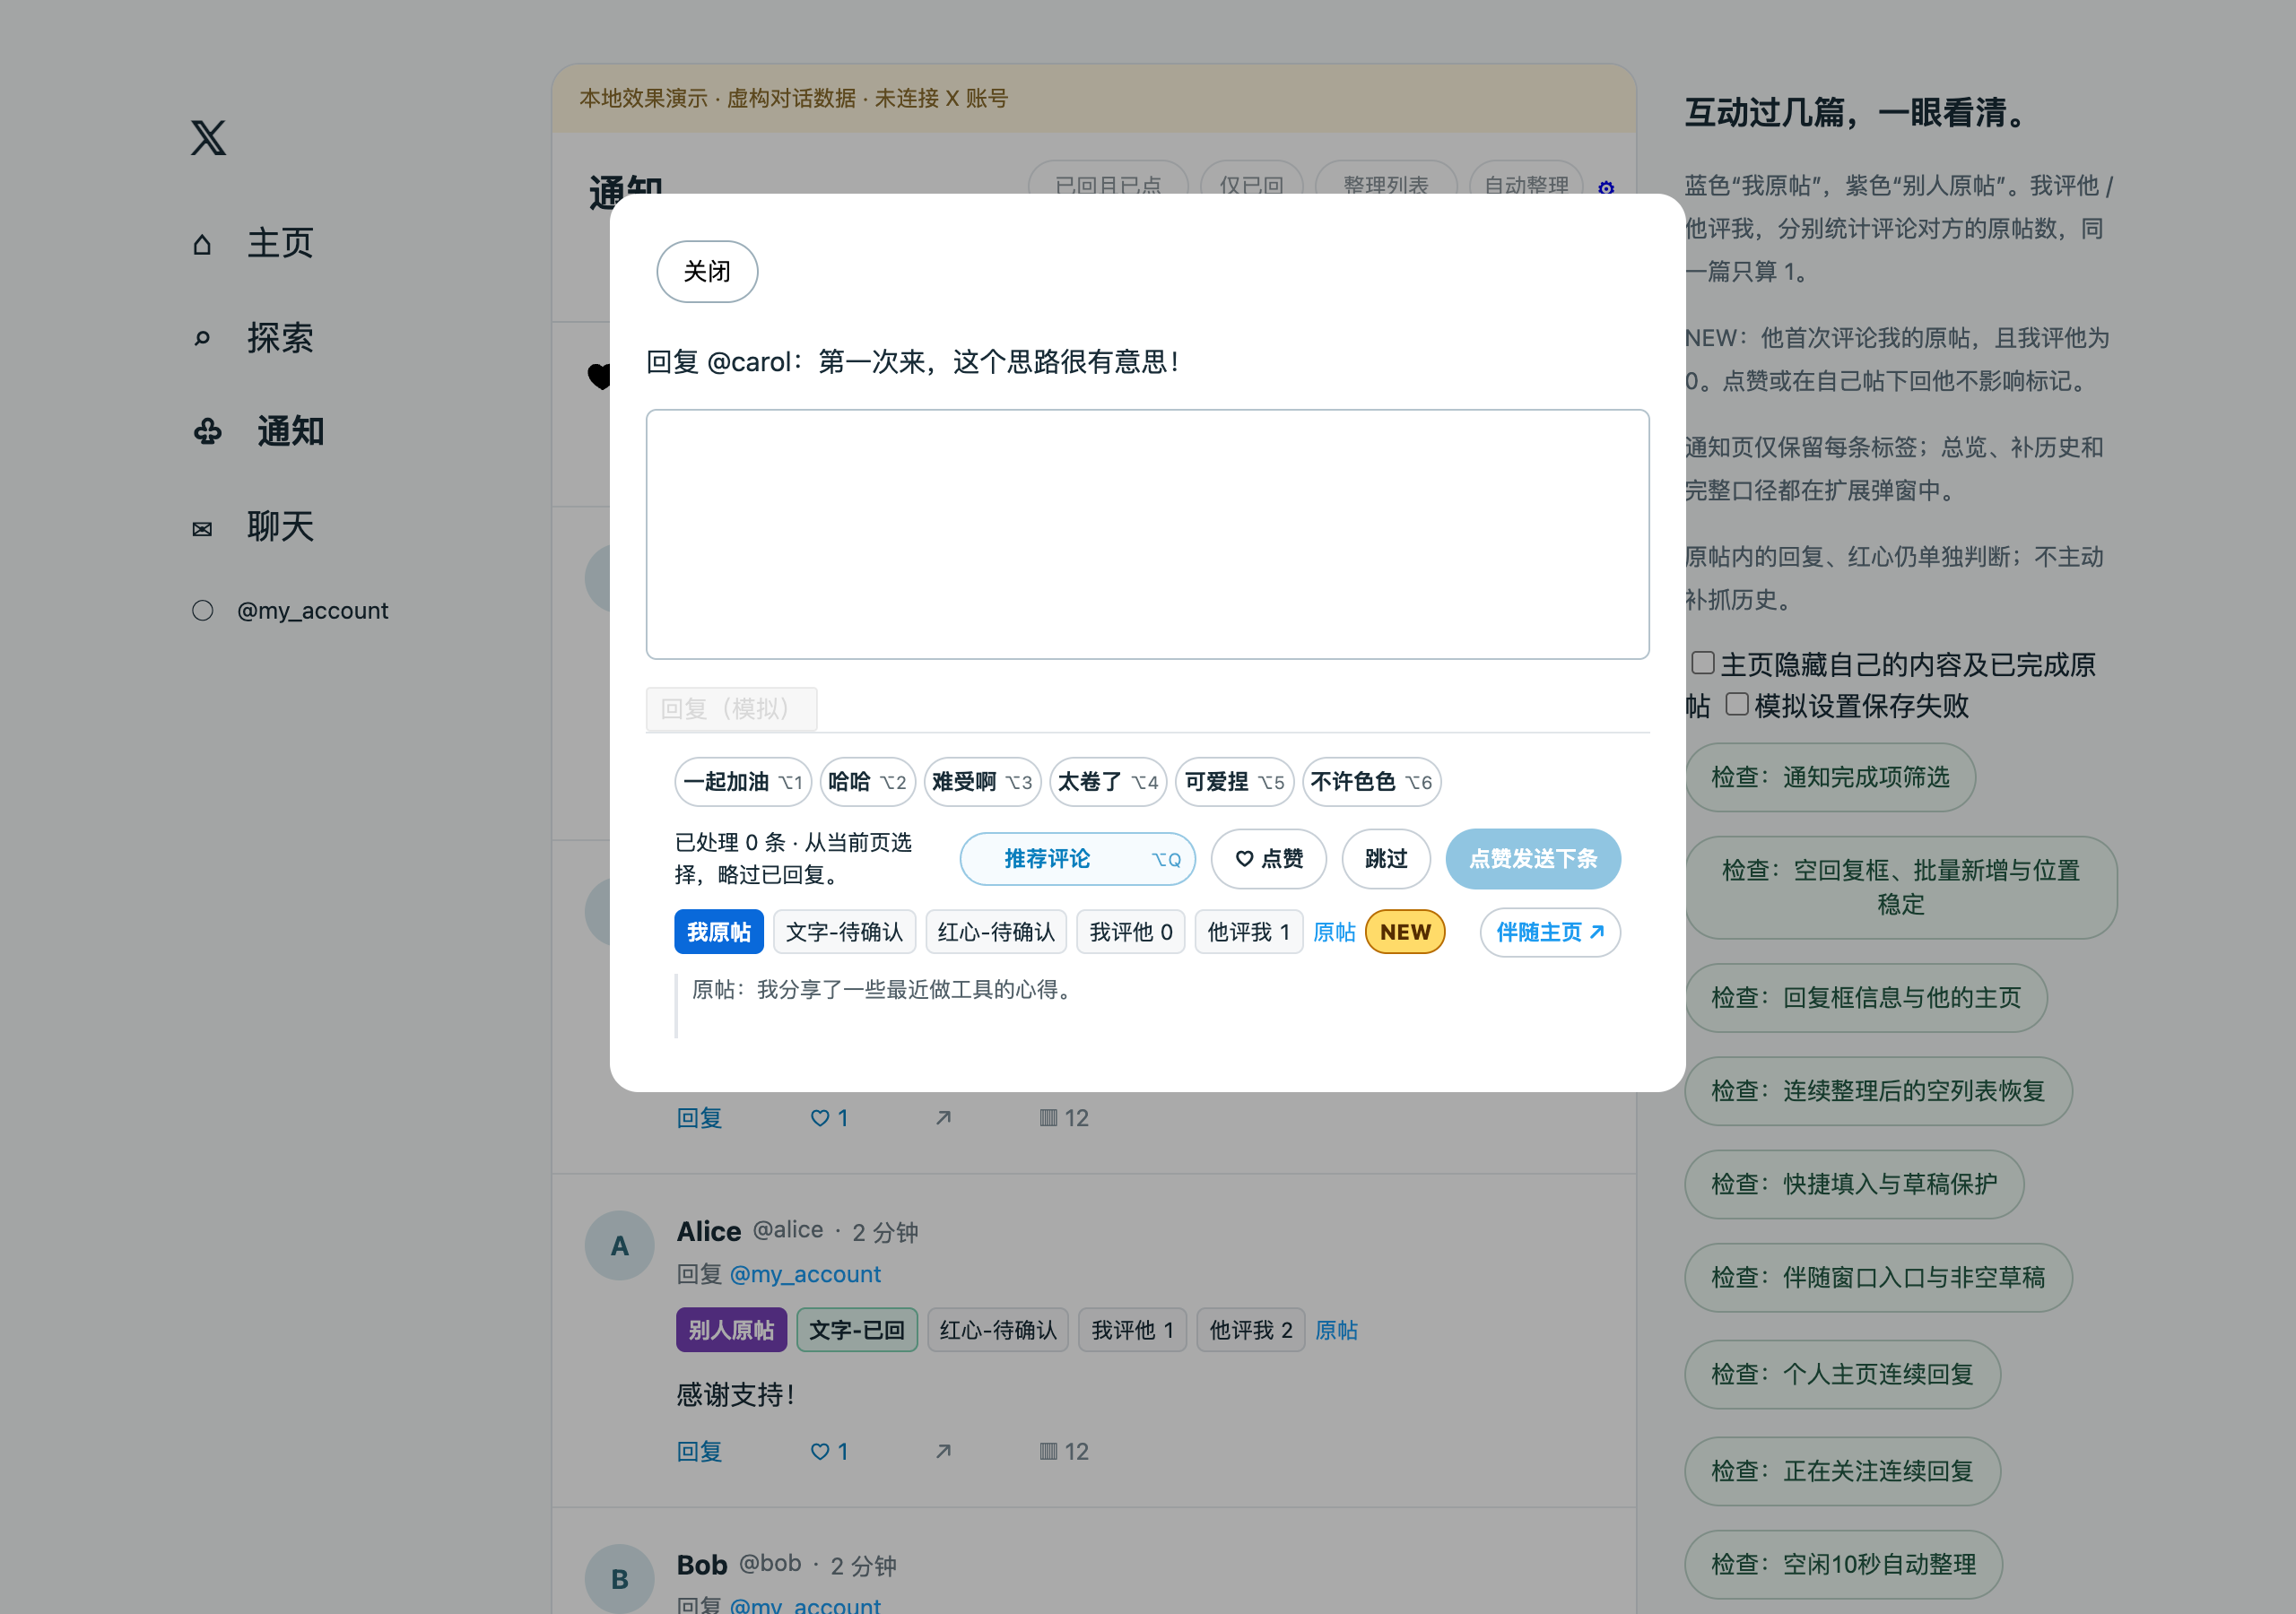 本地效果演示 · 虚构对话数据 · 未连接 X 账号
主页
探索
通知
聊天
@my_account
通知
已回且已点
仅已回
整理列表
自动整理
关闭
回复 @carol：第一次来，这个思路很有意思！
回复（模拟）
一起加油 ⌥1
哈哈 ⌥2
难受啊 ⌥3
太卷了 ⌥4
可爱捏 ⌥5
不许色色 ⌥6
已处理 0 条 · 从当前页选
择，略过已回复。
推荐评论 ⌥Q
点赞
跳过
点赞发送下条
我原帖
文字-待确认
红心-待确认
我评他 0
他评我 1
原帖
NEW
伴随主页 ↗
原帖：我分享了一些最近做工具的心得。
回复
1
12
A
Alice @alice · 2 分钟
回复 @my_account
别人原帖
文字-已回
红心-待确认
我评他 1
他评我 2
原帖
感谢支持！
回复
1
12
B
Bob @bob · 2 分钟
回复 @my_account
互动过几篇，一眼看清。
蓝色“我原帖”，紫色“别人原帖”。我评他 /
他评我，分别统计评论对方的原帖数，同
一篇只算 1。
NEW：他首次评论我的原帖，且我评他为
0。点赞或在自己帖下回他不影响标记。
通知页仅保留每条标签；总览、补历史和
完整口径都在扩展弹窗中。
原帖内的回复、红心仍单独判断；不主动
补抓历史。
主页隐藏自己的内容及已完成原
帖 模拟设置保存失败
检查：通知完成项筛选
检查：空回复框、批量新增与位置
稳定
检查：回复框信息与他的主页
检查：连续整理后的空列表恢复
检查：快捷填入与草稿保护
检查：伴随窗口入口与非空草稿
检查：个人主页连续回复
检查：正在关注连续回复
检查：空闲10秒自动整理